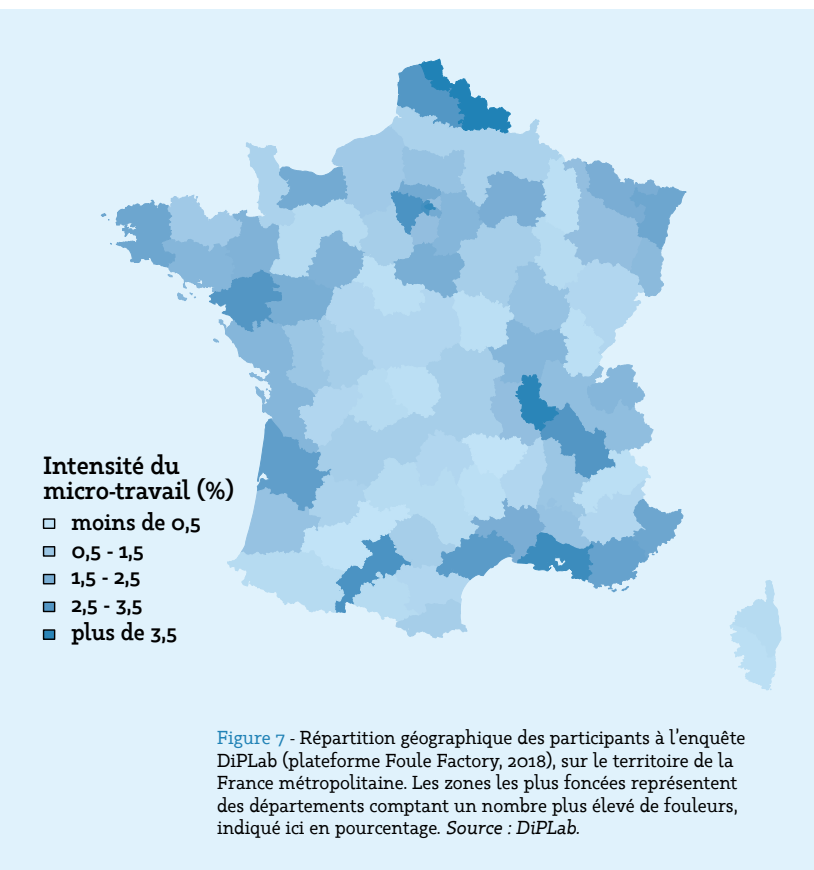 Intensité du
micro-travail (%)
moins de 0,5
0,5 - 1,5
1,5 - 2,5
2,5 - 3,5
plus de 3,5
Figure 7 - Répartition géographique des participants à l'enquête
DiPLab (plateforme Foule Factory, 2018), sur le territoire de la
France métropolitaine. Les zones les plus foncées représentent
des départements comptant un nombre plus élevé de fouleurs,
indiqué ici en pourcentage. Source : DiPLab.